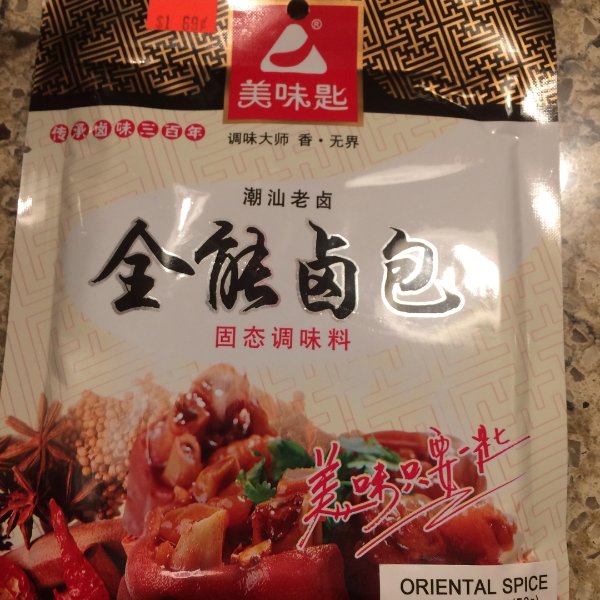 $1.69¢
®
美味匙
传承卤味三百年
调味大师 香·无界
潮汕老卤
全能卤包
固态调味料
美味只要一匙
ORIENTAL SPICE